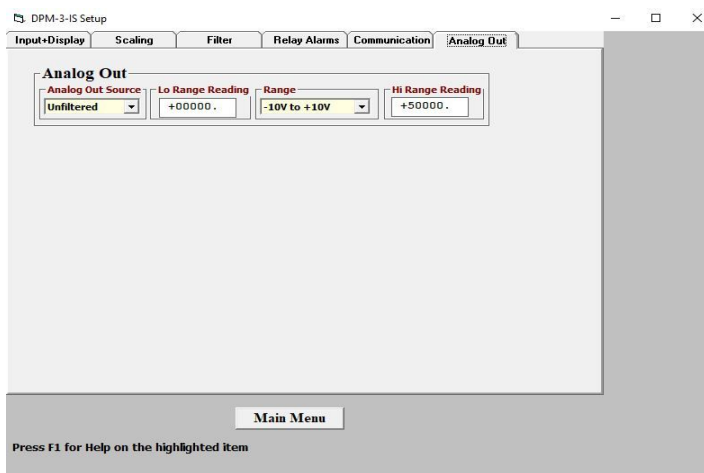 DPM-3-IS Setup
Input+Display Scaling Filter Relay Alarms Communication Analog Out
Analog Out
Analog Out Source Lo Range Reading Range Hi Range Reading
Unfiltered +00000. -10V to +10V +50000.
Main Menu
Press F1 for Help on the highlighted item